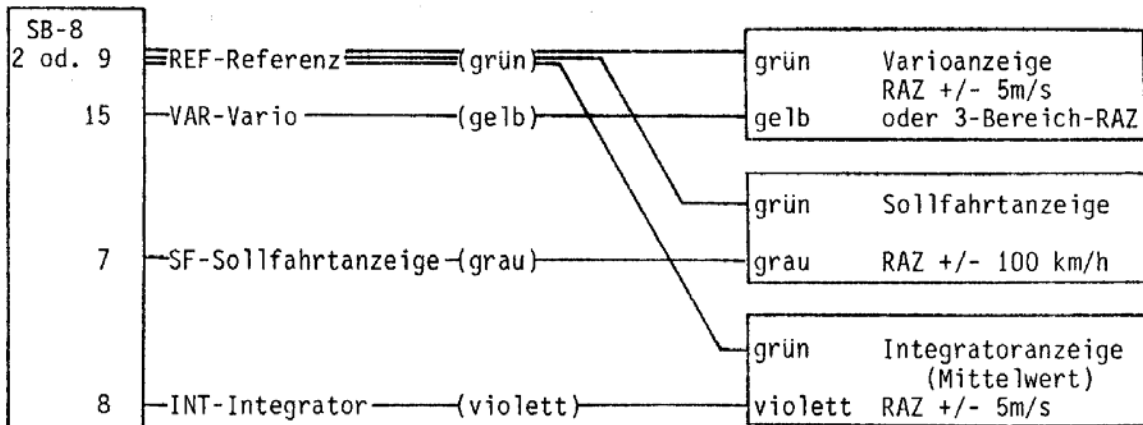 SB-8
2 od. 9 REF-Referenz (grün) grün Varioanzeige
RAZ +/- 5m/s
15 VAR-Vario (gelb) gelb oder 3-Bereich-RAZ
grün Sollfahrtanzeige
7 SF-Sollfahrtanzeige (grau) grau RAZ +/- 100 km/h
grün Integratoranzeige
(Mittelwert)
8 INT-Integrator (violett) violett RAZ +/- 5m/s